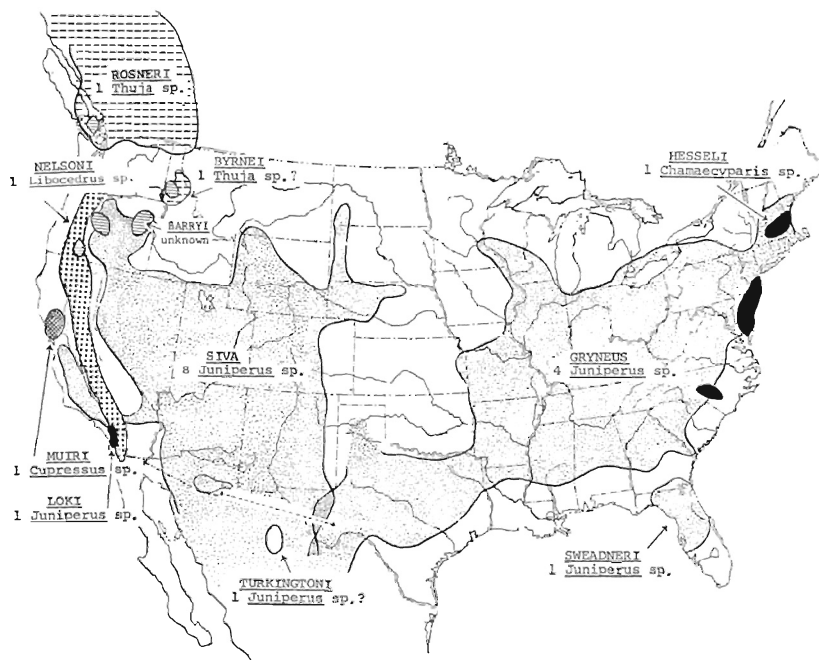 ROSNERI
1 Thuja sp.
NELSONI
1 Libocedrus sp.
BYRNEI
1 Thuja sp.?
BARRYI
unknown
HESSELI
1 Chamaecyparis sp.
SIVA
8 Juniperus sp.
GRYNEUS
4 Juniperus sp.
MUIRI
1 Cupressus sp.
LOKI
1 Juniperus sp.
TURKINGTONI
1 Juniperus sp.?
SWEADNERI
1 Juniperus sp.